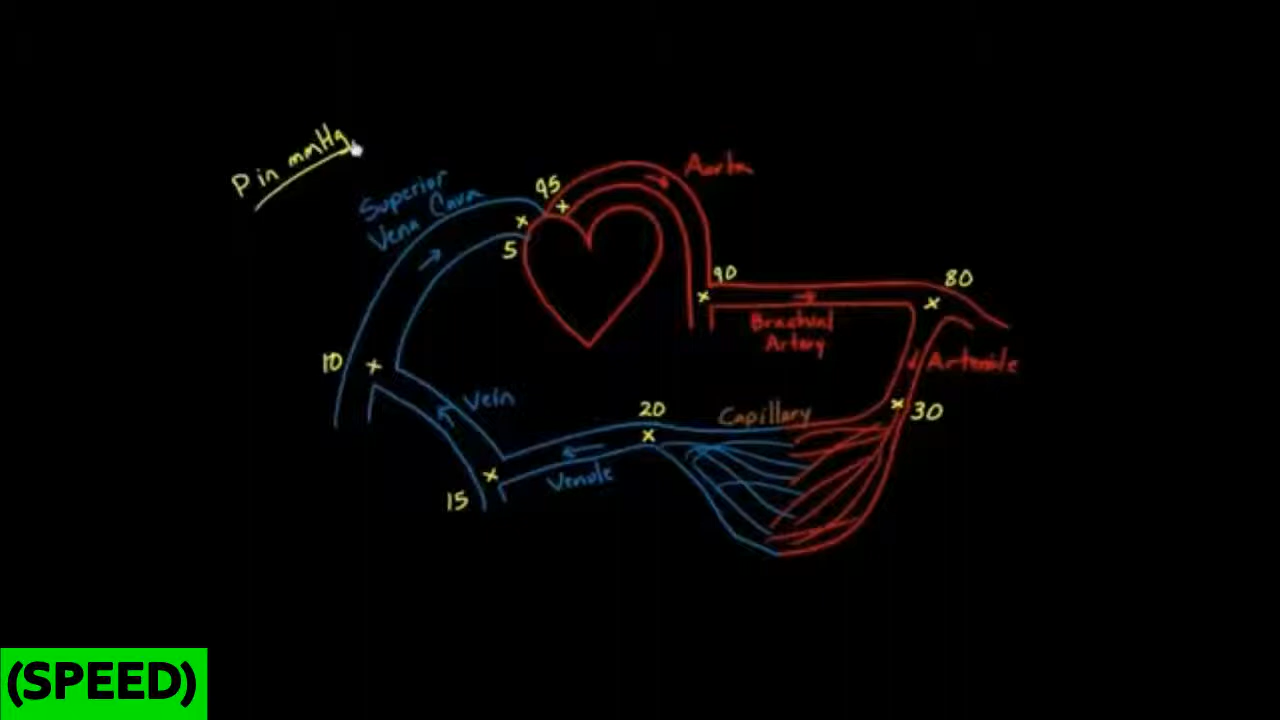 P in mmHg
Superior
Vena Cava
95
Aorta
5
90
80
Brachial
Artery
10
Arteriole
Vein
20
Capillary
30
Venule
15
(SPEED)